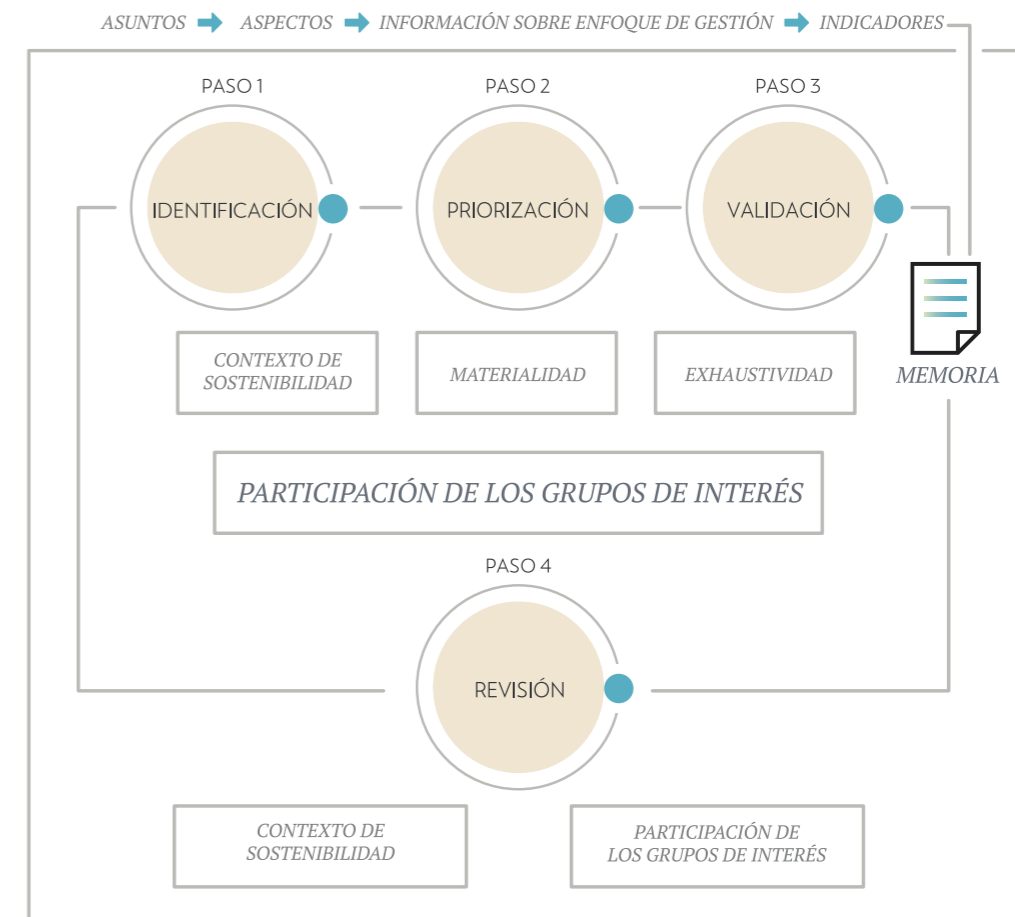 ASUNTOS ASPECTOS INFORMACIÓN SOBRE ENFOQUE DE GESTIÓN INDICADORES
PASO 1
PASO 2
PASO 3
IDENTIFICACIÓN
PRIORIZACIÓN
VALIDACIÓN
CONTEXTO DE
SOSTENIBILIDAD
MATERIALIDAD
EXHAUSTIVIDAD
MEMORIA
PARTICIPACIÓN DE LOS GRUPOS DE INTERÉS
PASO 4
REVISIÓN
CONTEXTO DE
SOSTENIBILIDAD
PARTICIPACIÓN DE
LOS GRUPOS DE INTERÉS